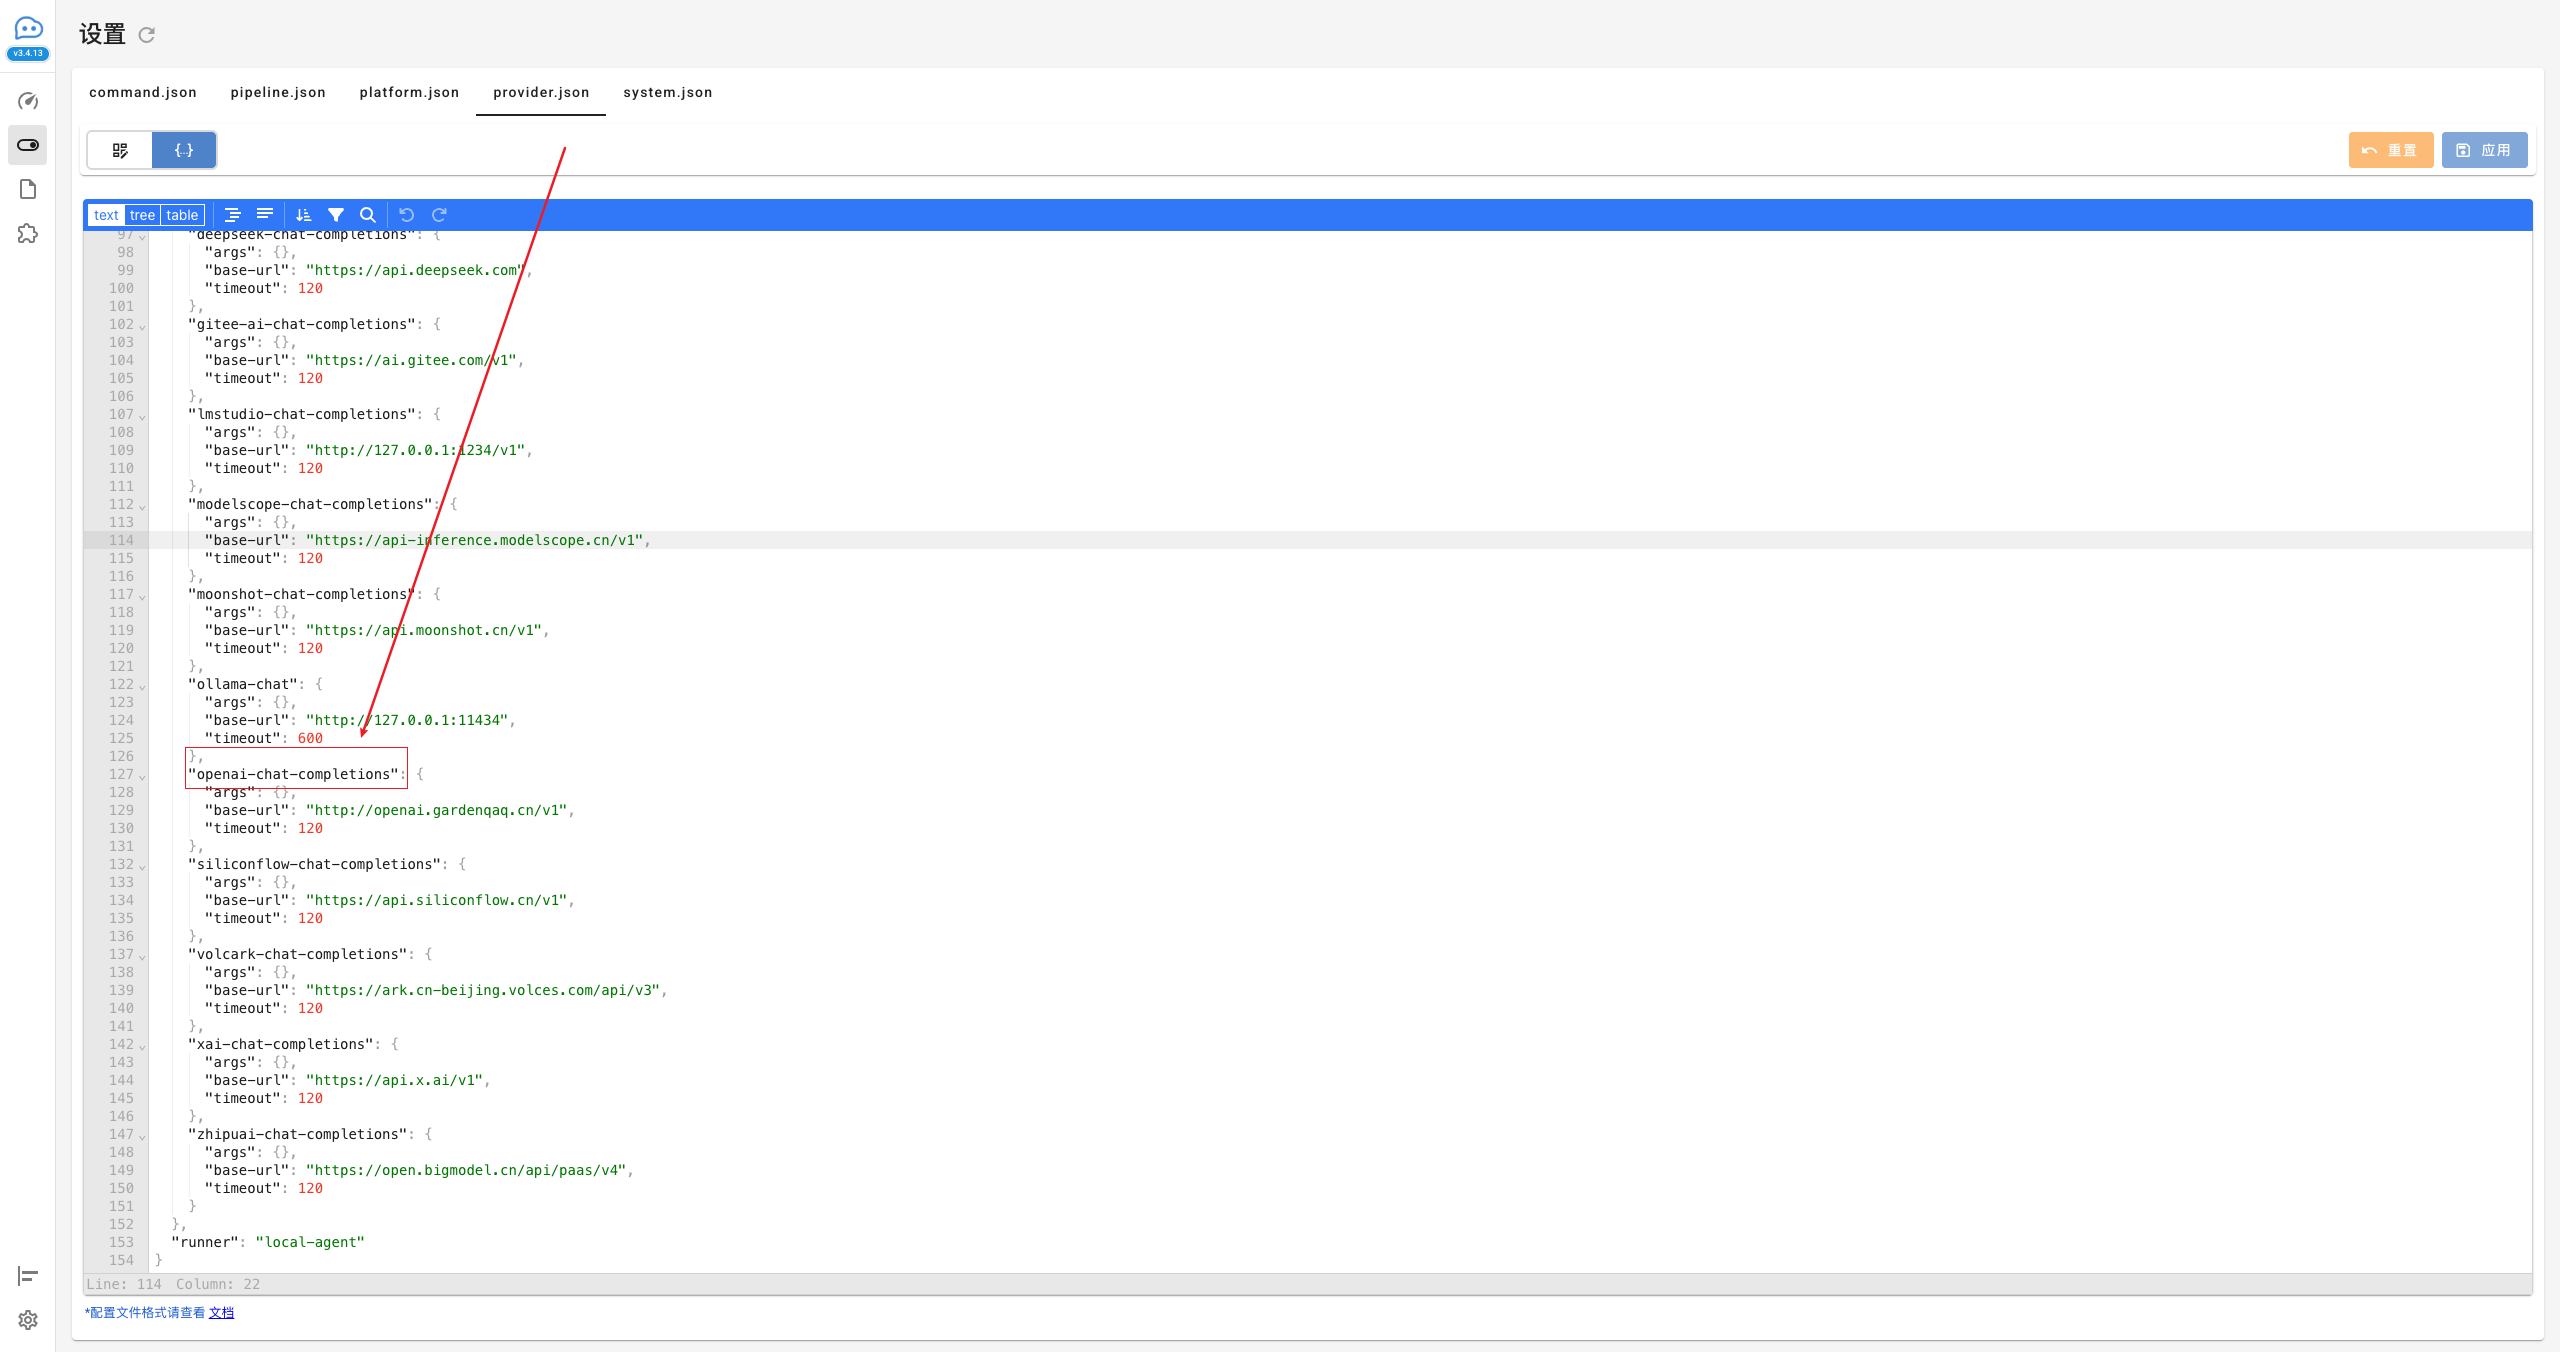 v3.4.13
设置
command.json pipeline.json platform.json provider.json system.json
{...} 重置 应用
text tree table
97 "deepseek-chat-completions": {
98 "args": {},
99 "base-url": "https://api.deepseek.com",
100 "timeout": 120
101 },
102 "gitee-ai-chat-completions": {
103 "args": {},
104 "base-url": "https://ai.gitee.com/v1",
105 "timeout": 120
106 },
107 "lmstudio-chat-completions": {
108 "args": {},
109 "base-url": "http://127.0.0.1:1234/v1",
110 "timeout": 120
111 },
112 "modelscope-chat-completions": {
113 "args": {},
114 "base-url": "https://api-inference.modelscope.cn/v1",
115 "timeout": 120
116 },
117 "moonshot-chat-completions": {
118 "args": {},
119 "base-url": "https://api.moonshot.cn/v1",
120 "timeout": 120
121 },
122 "ollama-chat": {
123 "args": {},
124 "base-url": "http://127.0.0.1:11434",
125 "timeout": 600
126 },
127 "openai-chat-completions": {
128 "args": {},
129 "base-url": "http://openai.gardenqaq.cn/v1",
130 "timeout": 120
131 },
132 "siliconflow-chat-completions": {
133 "args": {},
134 "base-url": "https://api.siliconflow.cn/v1",
135 "timeout": 120
136 },
137 "volcark-chat-completions": {
138 "args": {},
139 "base-url": "https://ark.cn-beijing.volces.com/api/v3",
140 "timeout": 120
141 },
142 "xai-chat-completions": {
143 "args": {},
144 "base-url": "https://api.x.ai/v1",
145 "timeout": 120
146 },
147 "zhipuai-chat-completions": {
148 "args": {},
149 "base-url": "https://open.bigmodel.cn/api/paas/v4",
150 "timeout": 120
151 }
152 },
153 "runner": "local-agent"
154 }
Line: 114 Column: 22
*配置文件格式请查看 文档